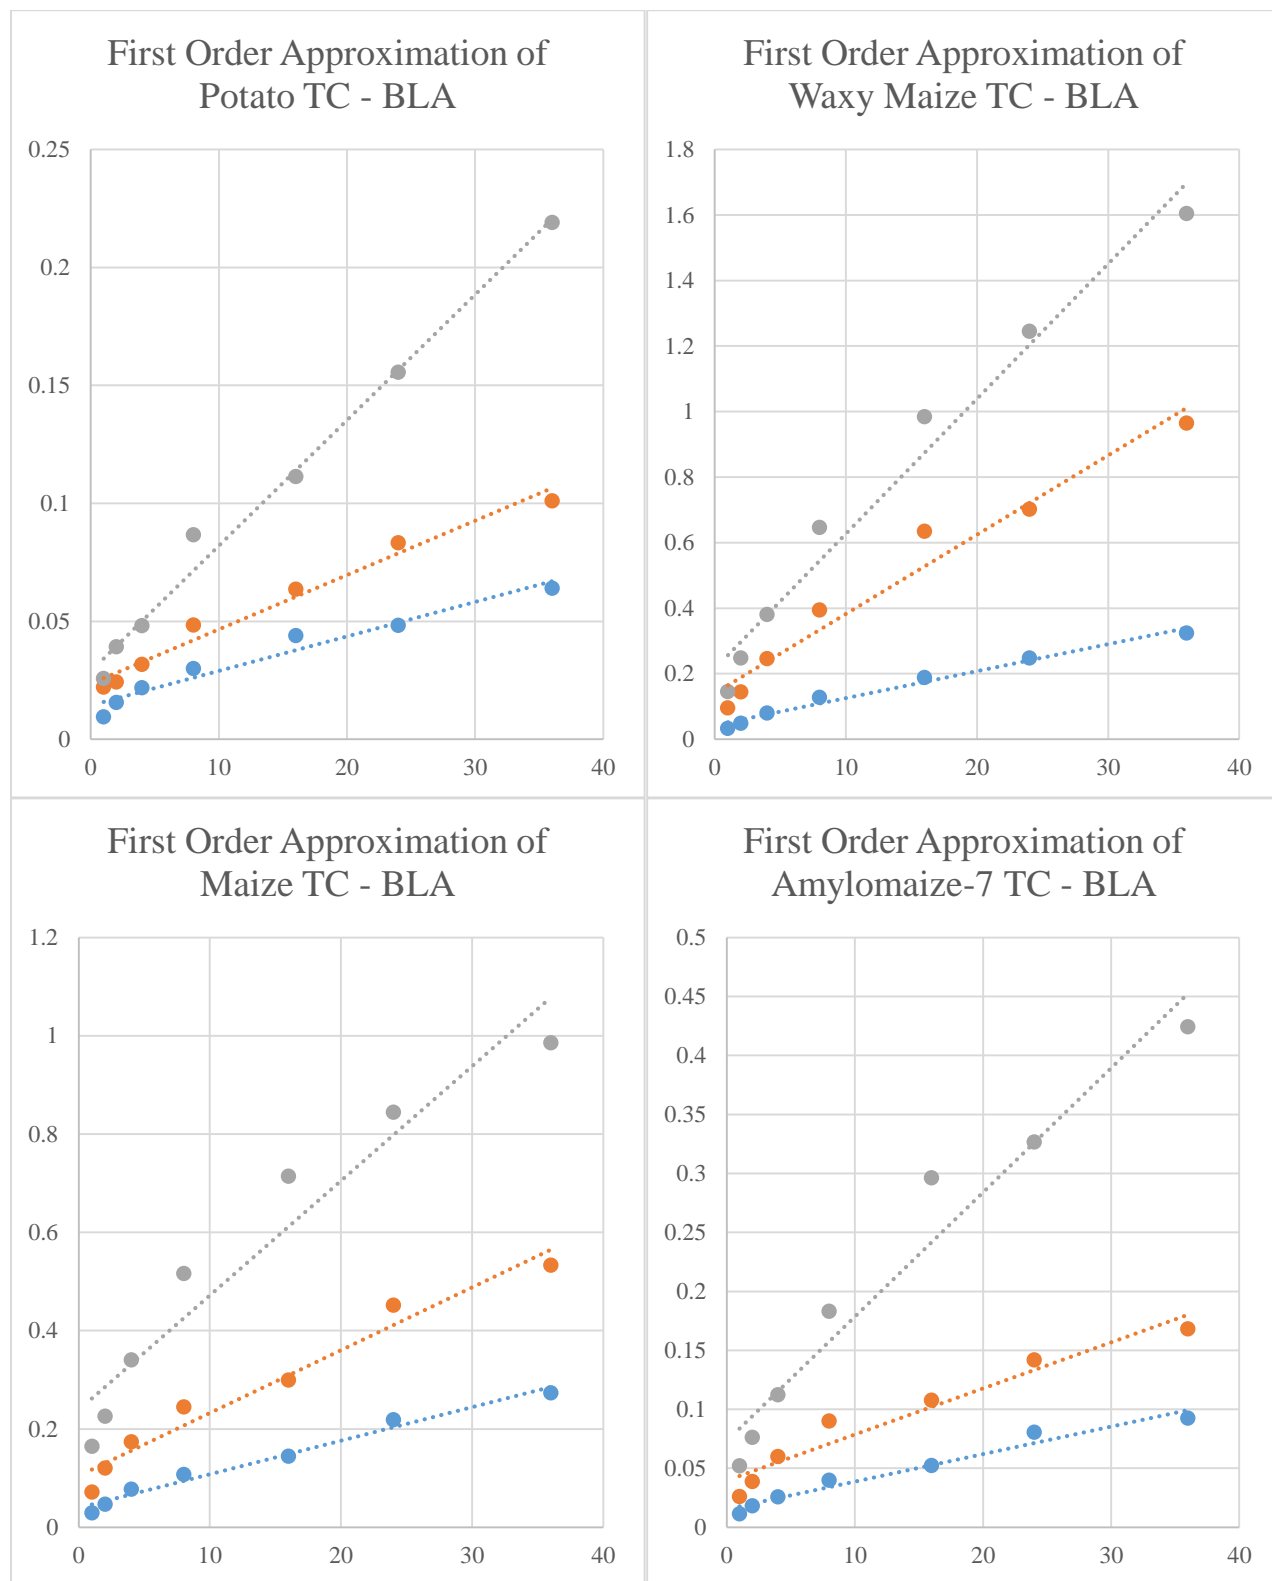 First Order Approximation of
Potato TC - BLA
0.25
0.2
0.15
0.1
0.05
0
0 10 20 30 40
First Order Approximation of
Waxy Maize TC - BLA
1.8
1.6
1.4
1.2
1
0.8
0.6
0.4
0.2
0
0 10 20 30 40
First Order Approximation of
Maize TC - BLA
1.2
1
0.8
0.6
0.4
0.2
0
0 10 20 30 40
First Order Approximation of
Amylomaize-7 TC - BLA
0.5
0.45
0.4
0.35
0.3
0.25
0.2
0.15
0.1
0.05
0
0 10 20 30 40